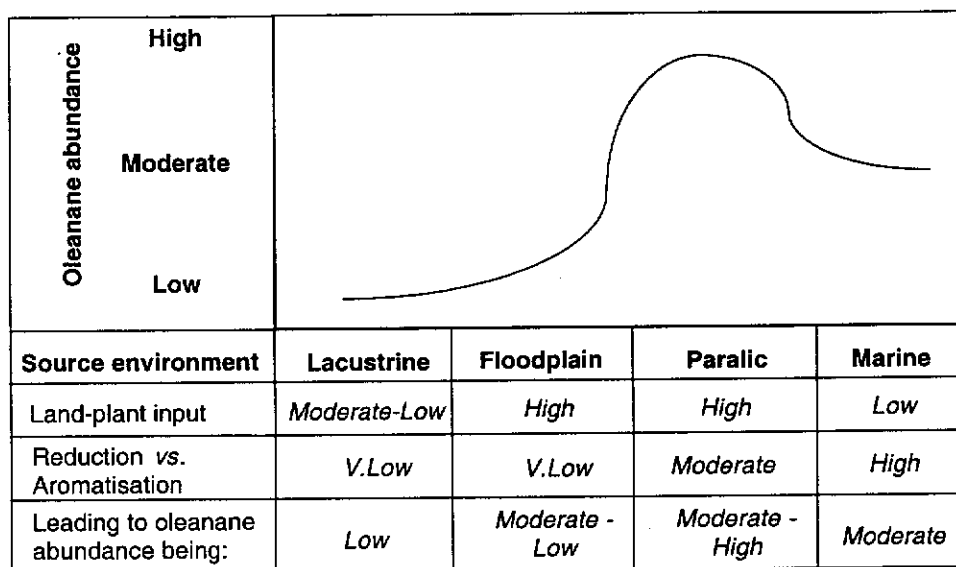 Oleanane abundance
High
Moderate
Low
Source environment Lacustrine Floodplain Paralic Marine
Land-plant input Moderate-Low High High Low
Reduction vs.
Aromatisation V.Low V.Low Moderate High
Leading to oleanane
abundance being: Low Moderate -
Low Moderate -
High Moderate